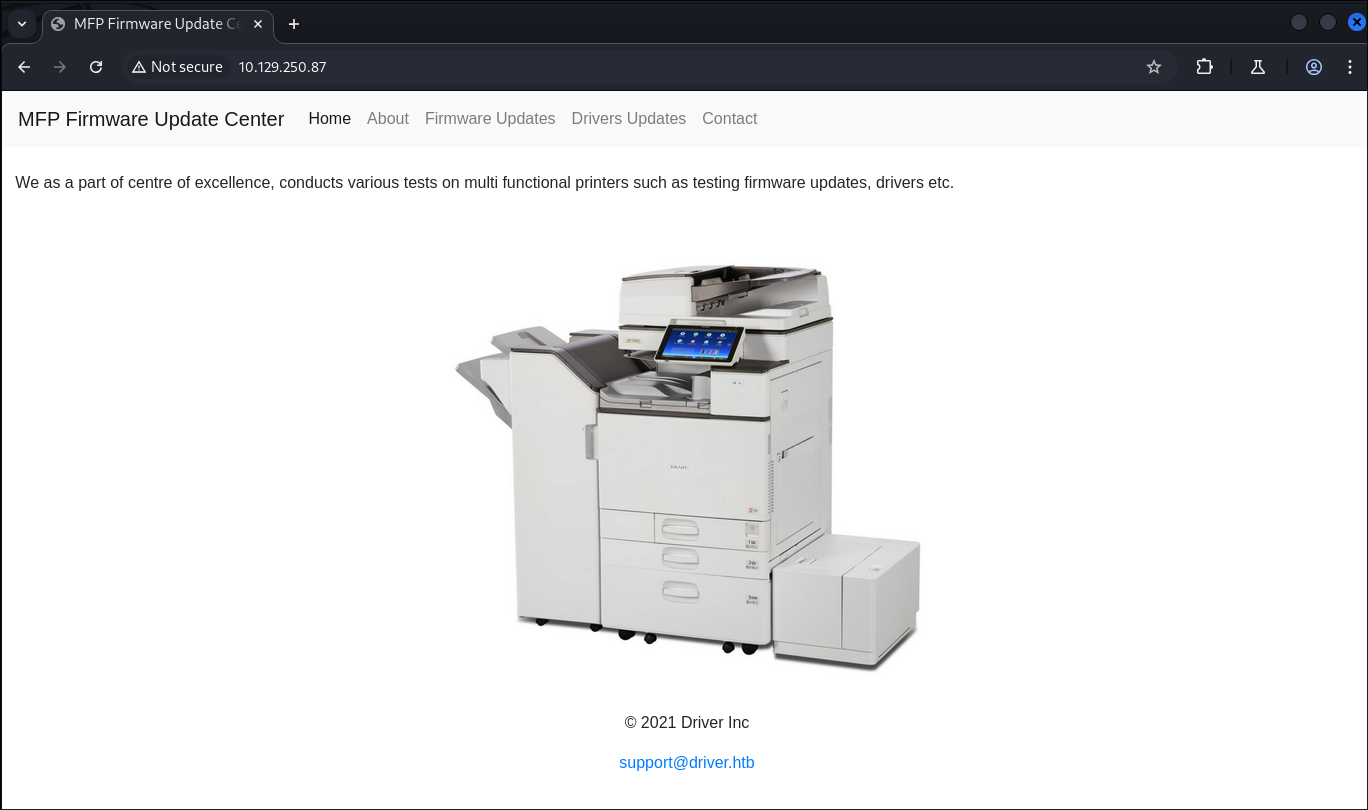 MFP Firmware Update Ce
Not secure 10.129.250.87
MFP Firmware Update Center Home About Firmware Updates Drivers Updates Contact
We as a part of centre of excellence, conducts various tests on multi functional printers such as testing firmware updates, drivers etc.
© 2021 Driver Inc
support@driver.htb